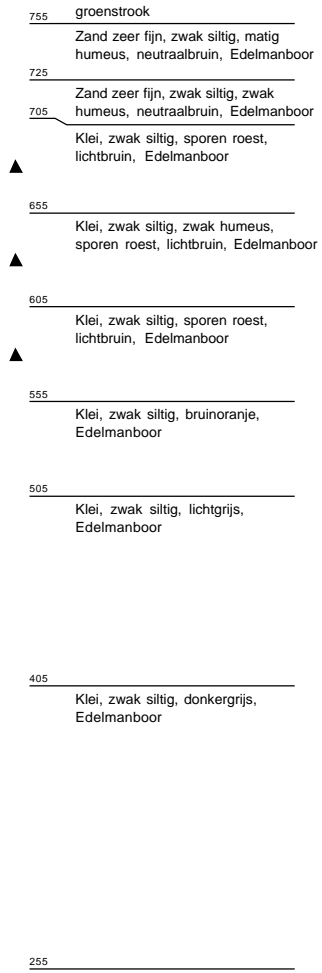 groenstrook
755
Zand zeer fijn, zwak siltig, matig
humeus, neutraalbruin, Edelmanboor
725
Zand zeer fijn, zwak siltig, zwak
humeus, neutraalbruin, Edelmanboor
705
Klei, zwak siltig, sporen roest,
lichtbruin, Edelmanboor
655
Klei, zwak siltig, zwak humeus,
sporen roest, lichtbruin, Edelmanboor
605
Klei, zwak siltig, sporen roest,
lichtbruin, Edelmanboor
555
Klei, zwak siltig, bruinoranje,
Edelmanboor
505
Klei, zwak siltig, lichtgrijs,
Edelmanboor
405
Klei, zwak siltig, donkergrijs,
Edelmanboor
255